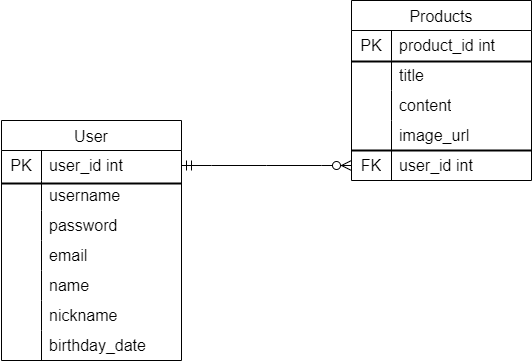 Products
PK product_id int
title
content
image_url
FK user_id int
User
PK user_id int
username
password
email
name
nickname
birthday_date